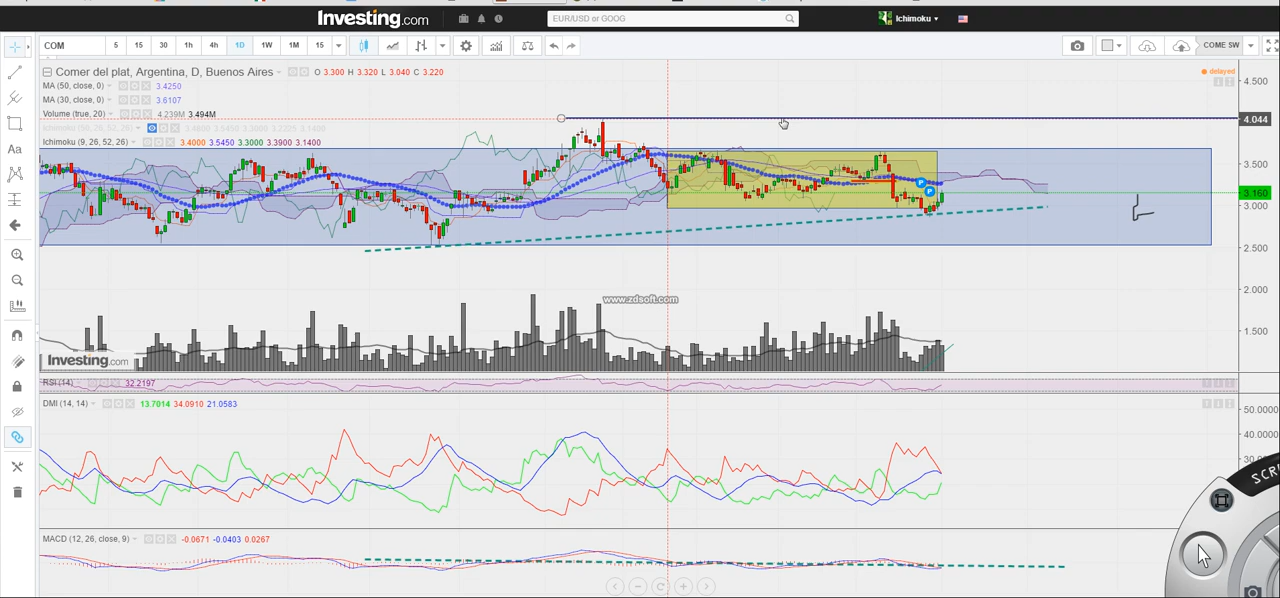 Investing.com
EUR/USD or GOOG
Ichimoku
COM 5 15 30 1h 4h 1D 1W 1M 15
COME SW
Comer del plat, Argentina, D, Buenos Aires O 3.300 H 3.320 L 3.040 C 3.220
delayed
MA (50, close, 0) 3.4250
MA (30, close, 0) 3.6107
Volume (true, 20) 4.239M 3.494M
Ichimoku (9, 26, 52, 26) 3.4000 3.5450 3.3000 3.3900 3.1400
4.500
4.044
3.500
3.160
3.000
2.500
2.000
1.500
P
P
www.zdsoft.com
Investing.com
RSI (14) 32.2197
DMI (14, 14) 13.7014 34.0910 21.0583
50.0000
40.0000
MACD (12, 26, close, 9) -0.0671 -0.0403 0.0267